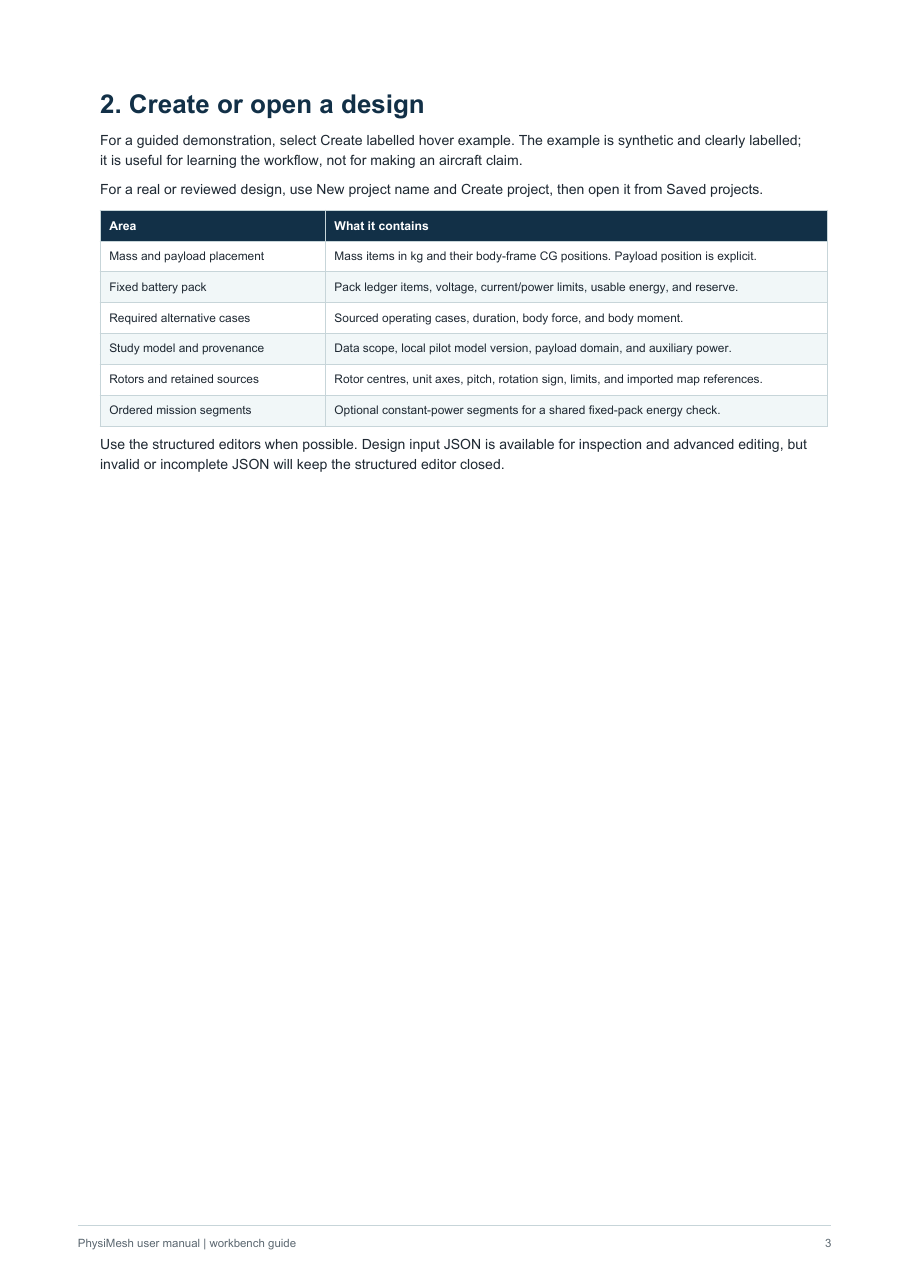 2. Create or open a design
For a guided demonstration, select Create labelled hover example. The example is synthetic and clearly labelled;
it is useful for learning the workflow, not for making an aircraft claim.
For a real or reviewed design, use New project name and Create project, then open it from Saved projects.
Area What it contains
Mass and payload placement Mass items in kg and their body-frame CG positions. Payload position is explicit.
Fixed battery pack Pack ledger items, voltage, current/power limits, usable energy, and reserve.
Required alternative cases Sourced operating cases, duration, body force, and body moment.
Study model and provenance Data scope, local pilot model version, payload domain, and auxiliary power.
Rotors and retained sources Rotor centres, unit axes, pitch, rotation sign, limits, and imported map references.
Ordered mission segments Optional constant-power segments for a shared fixed-pack energy check.
Use the structured editors when possible. Design input JSON is available for inspection and advanced editing, but
invalid or incomplete JSON will keep the structured editor closed.
PhysiMesh user manual | workbench guide 3